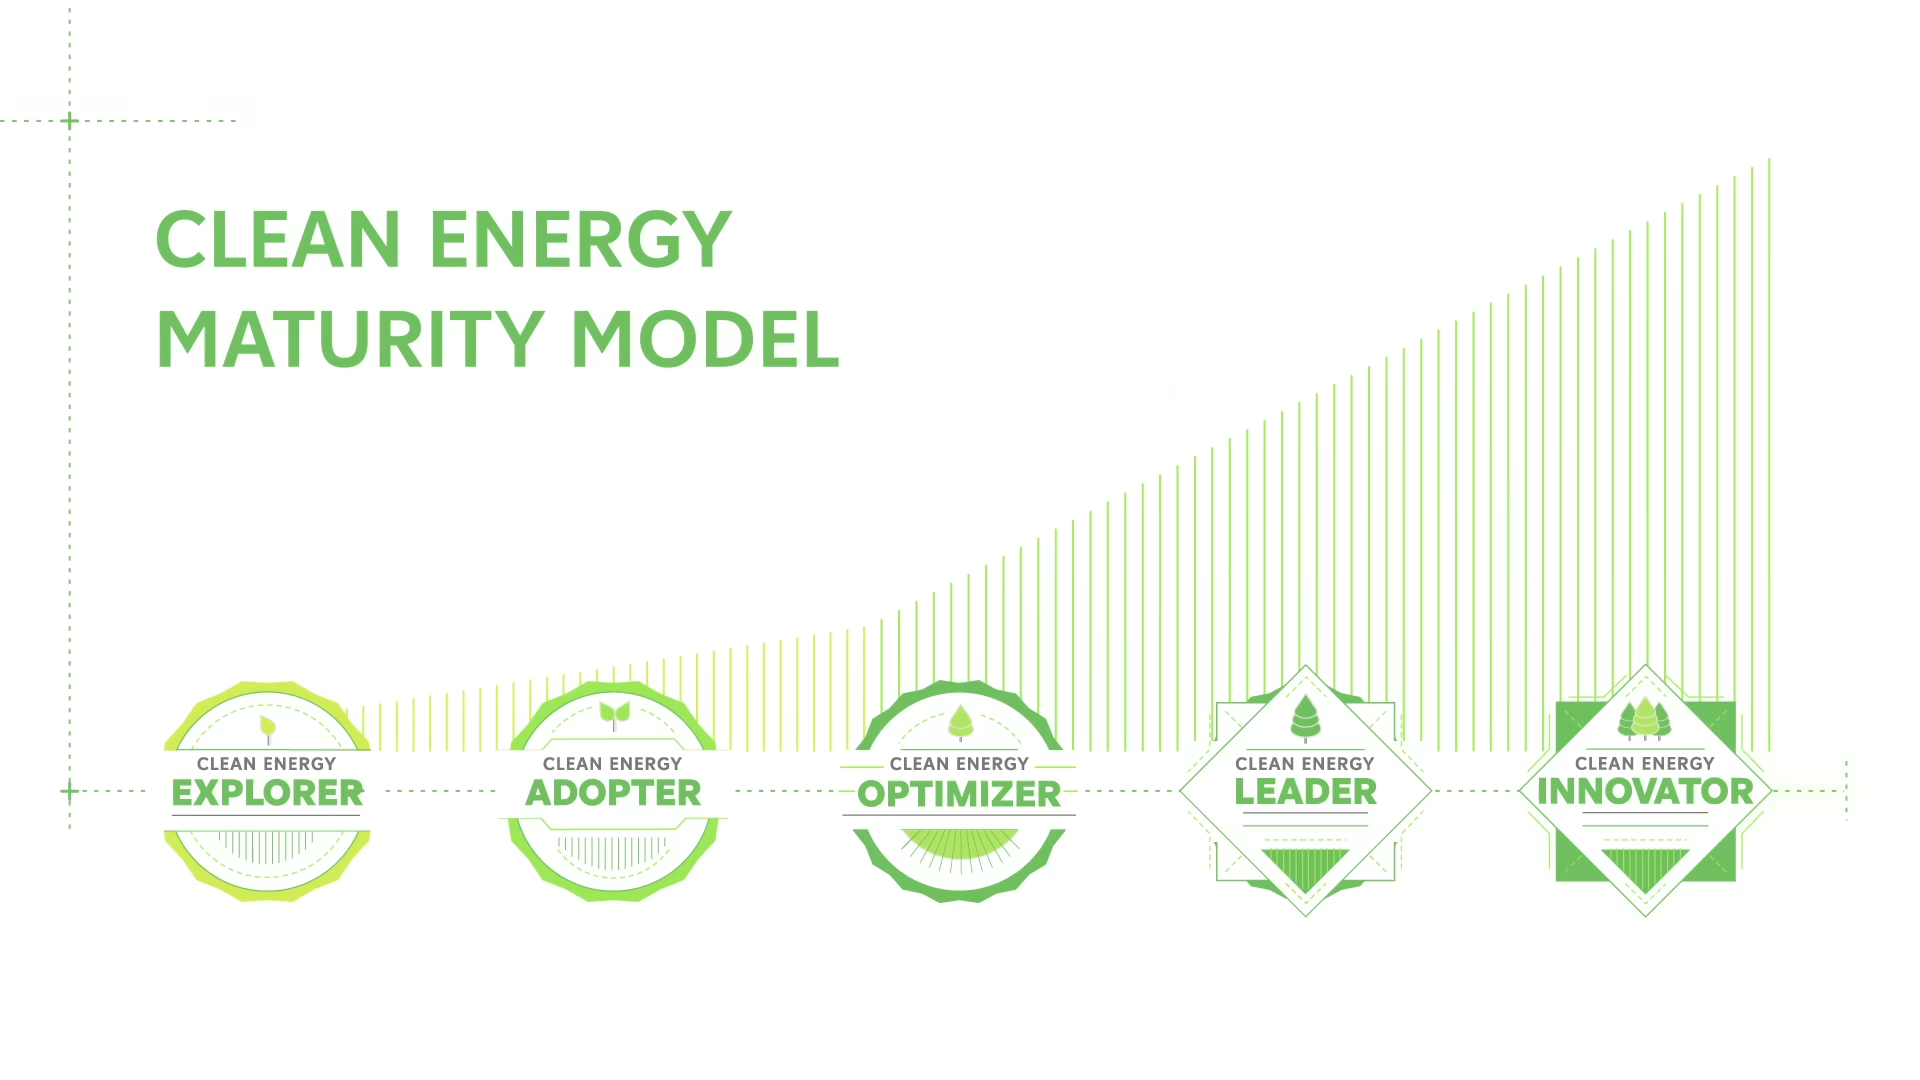 CLEAN ENERGY
MATURITY MODEL
CLEAN ENERGY
EXPLORER
CLEAN ENERGY
ADOPTER
CLEAN ENERGY
OPTIMIZER
CLEAN ENERGY
LEADER
CLEAN ENERGY
INNOVATOR